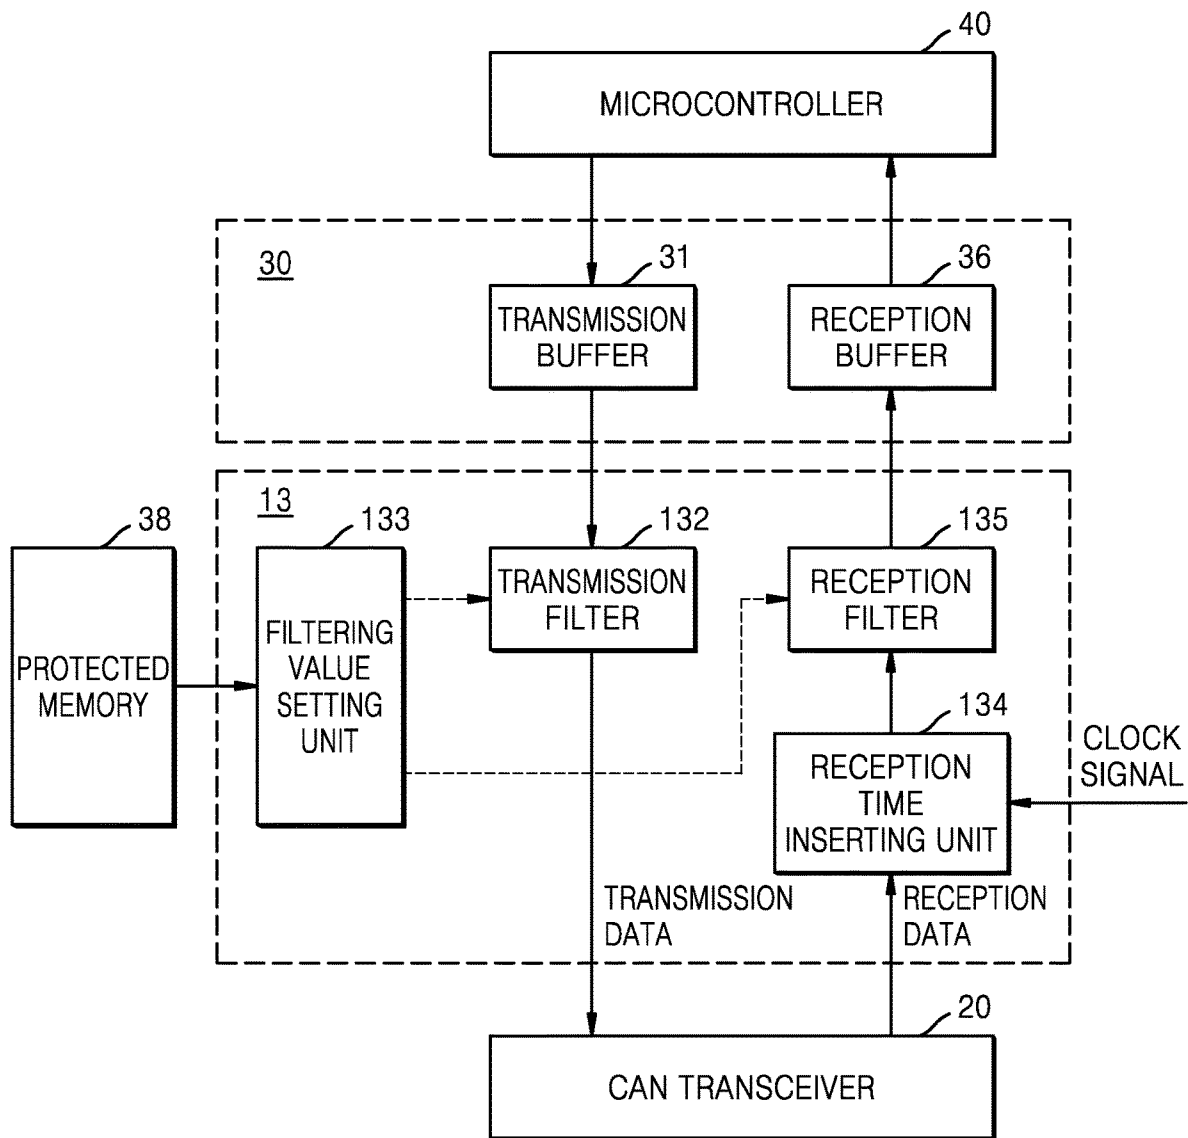 40
MICROCONTROLLER
30
31
36
TRANSMISSION
BUFFER
RECEPTION
BUFFER
13
38
133
132
135
PROTECTED
MEMORY
FILTERING
VALUE
SETTING
UNIT
TRANSMISSION
FILTER
RECEPTION
FILTER
134
RECEPTION
TIME
INSERTING UNIT
CLOCK
SIGNAL
TRANSMISSION
DATA
RECEPTION
DATA
20
CAN TRANSCEIVER